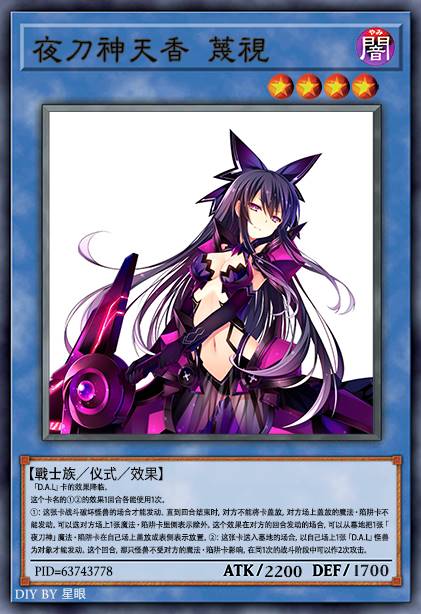 夜刀神天香 蔑視
やみ
闇
【戰士族／仪式／效果】
「D.A.L」卡的效果降临。
这个卡名的①②的效果1回合各能使用1次。
①：这张卡战斗破坏怪兽的场合才能发动，直到回合结束时，对方不能将卡盖放，对方场上盖放的魔法・陷阱卡不
能发动，可以选对方场上1张魔法・陷阱卡里侧表示除外，这个效果在对方的回合发动的场合，可以从墓地把1张「
夜刀神」魔法・陷阱卡在自己场上盖放或表侧表示放置。②：这张卡送入墓地的场合，以自己场上1张「D.A.L」怪兽
为对象才能发动，这个回合，那只怪兽不受对方的魔法・陷阱卡影响，在同1次的战斗阶段中可以作2次攻击。
PID=63743778 ATK/2200 DEF/1700
DIY BY 星眼